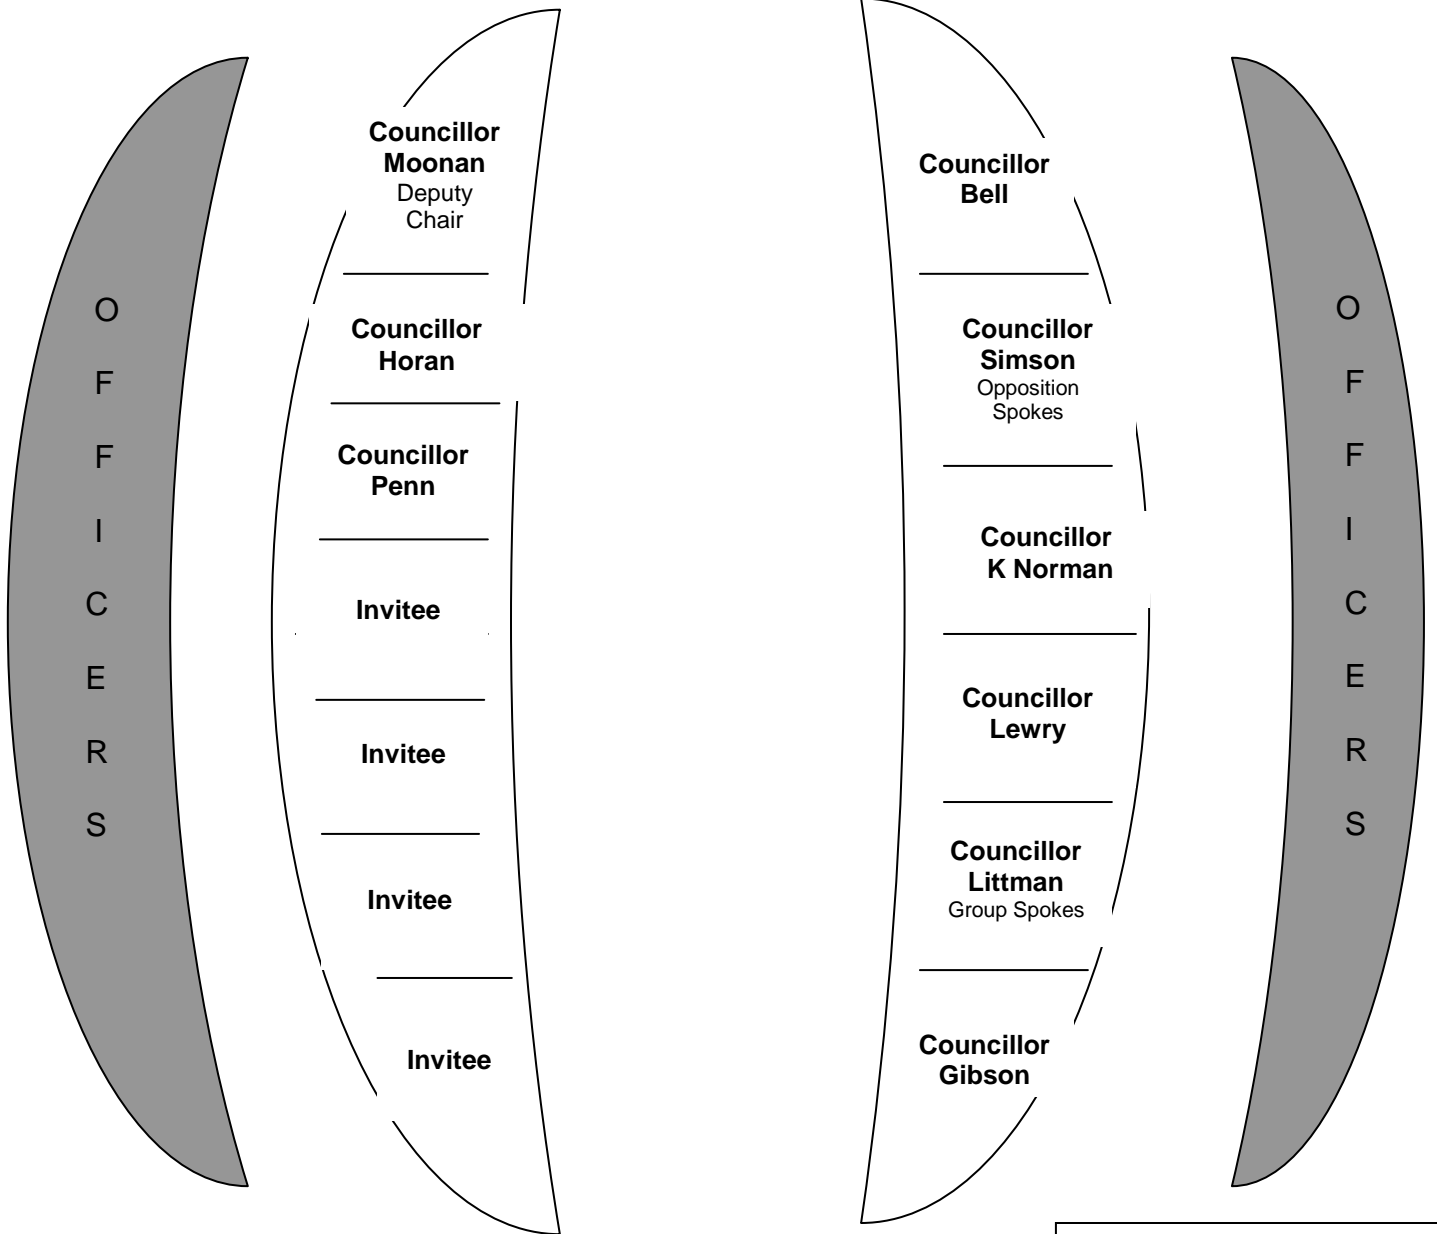 O
F
F
I
C
E
R
S
Councillor
Moonan
Deputy
Chair
Councillor
Horan
Councillor
Penn
Invitee
Invitee
Invitee
Invitee
Councillor
Bell
Councillor
Simson
Opposition
Spokes
Councillor
K Norman
Councillor
Lewry
Councillor
Littman
Group Spokes
Councillor
Gibson
O
F
F
I
C
E
R
S